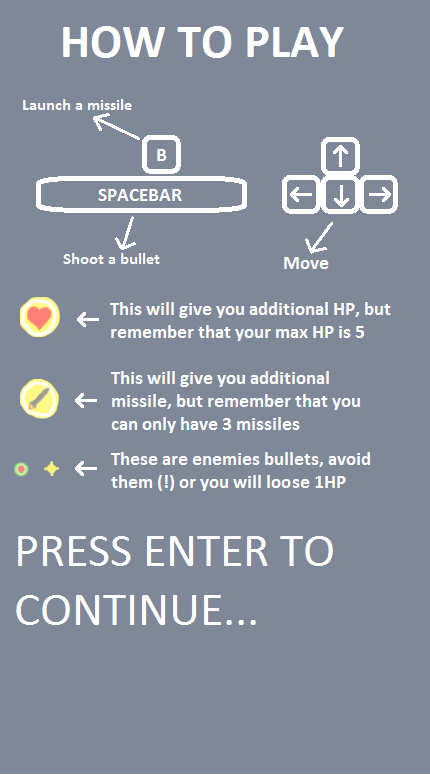 HOW TO PLAY
Launch a missile
B
SPACEBAR
Shoot a bullet
↑
← ↓ →
Move
This will give you additional HP, but
remember that your max HP is 5
This will give you additional
missile, but remember that you
can only have 3 missiles
These are enemies bullets, avoid
them (!) or you will loose 1HP
PRESS ENTER TO
CONTINUE...